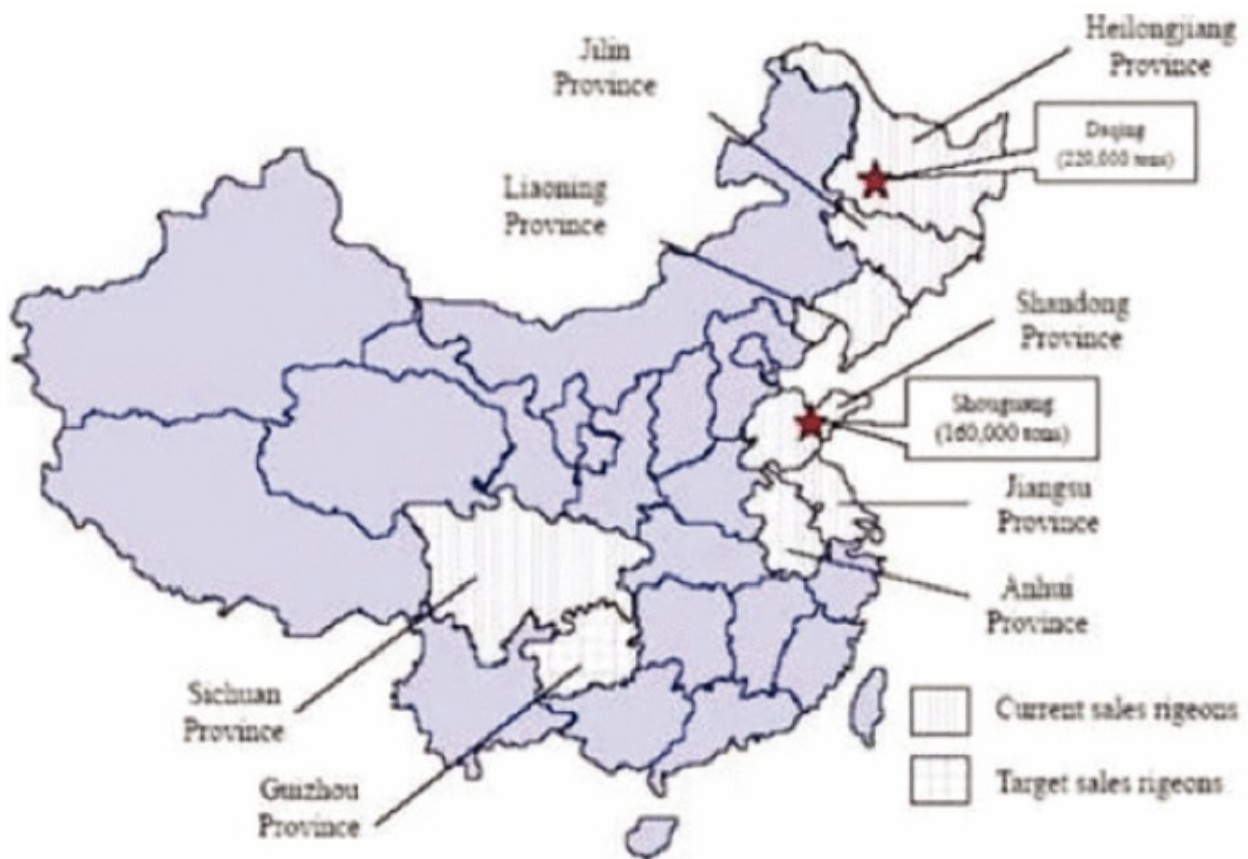 Jilin
Province
Heilongjiang
Province
Daqing
(220,000 tons)
Liaoning
Province
Shandong
Province
Shouguang
(160,000 tons)
Jiangsu
Province
Anhui
Province
Sichuan
Province
Guizhou
Province
Current sales rigeons
Target sales rigeons